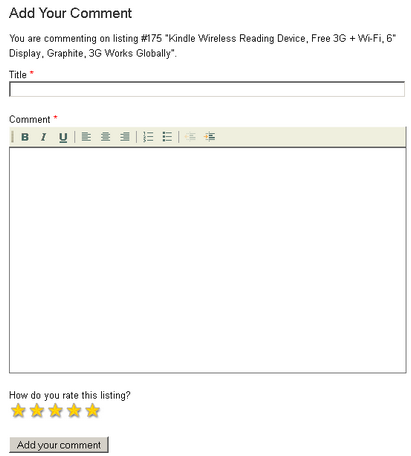 Add Your Comment
You are commenting on listing #175 "Kindle Wireless Reading Device, Free 3G + Wi-Fi, 6"
Display, Graphite, 3G Works Globally".
Title *
Comment *
B I U
How do you rate this listing?
Add your comment